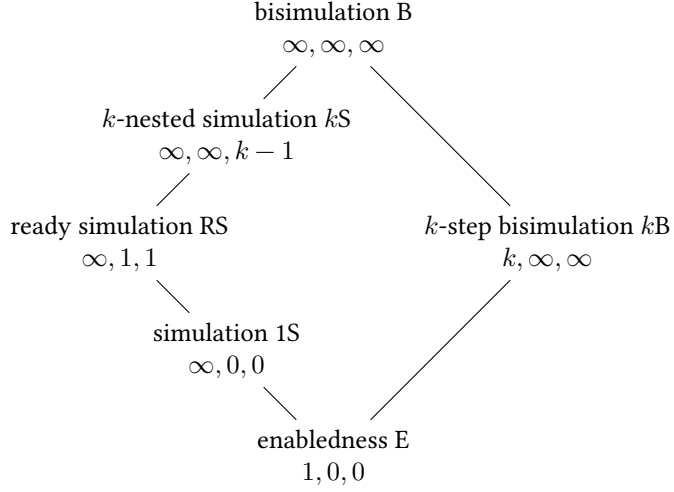 bisimulation B
∞, ∞, ∞
k-nested simulation kS
∞, ∞, k − 1
ready simulation RS
∞, 1, 1
k-step bisimulation kB
k, ∞, ∞
simulation 1S
∞, 0, 0
enabledness E
1, 0, 0